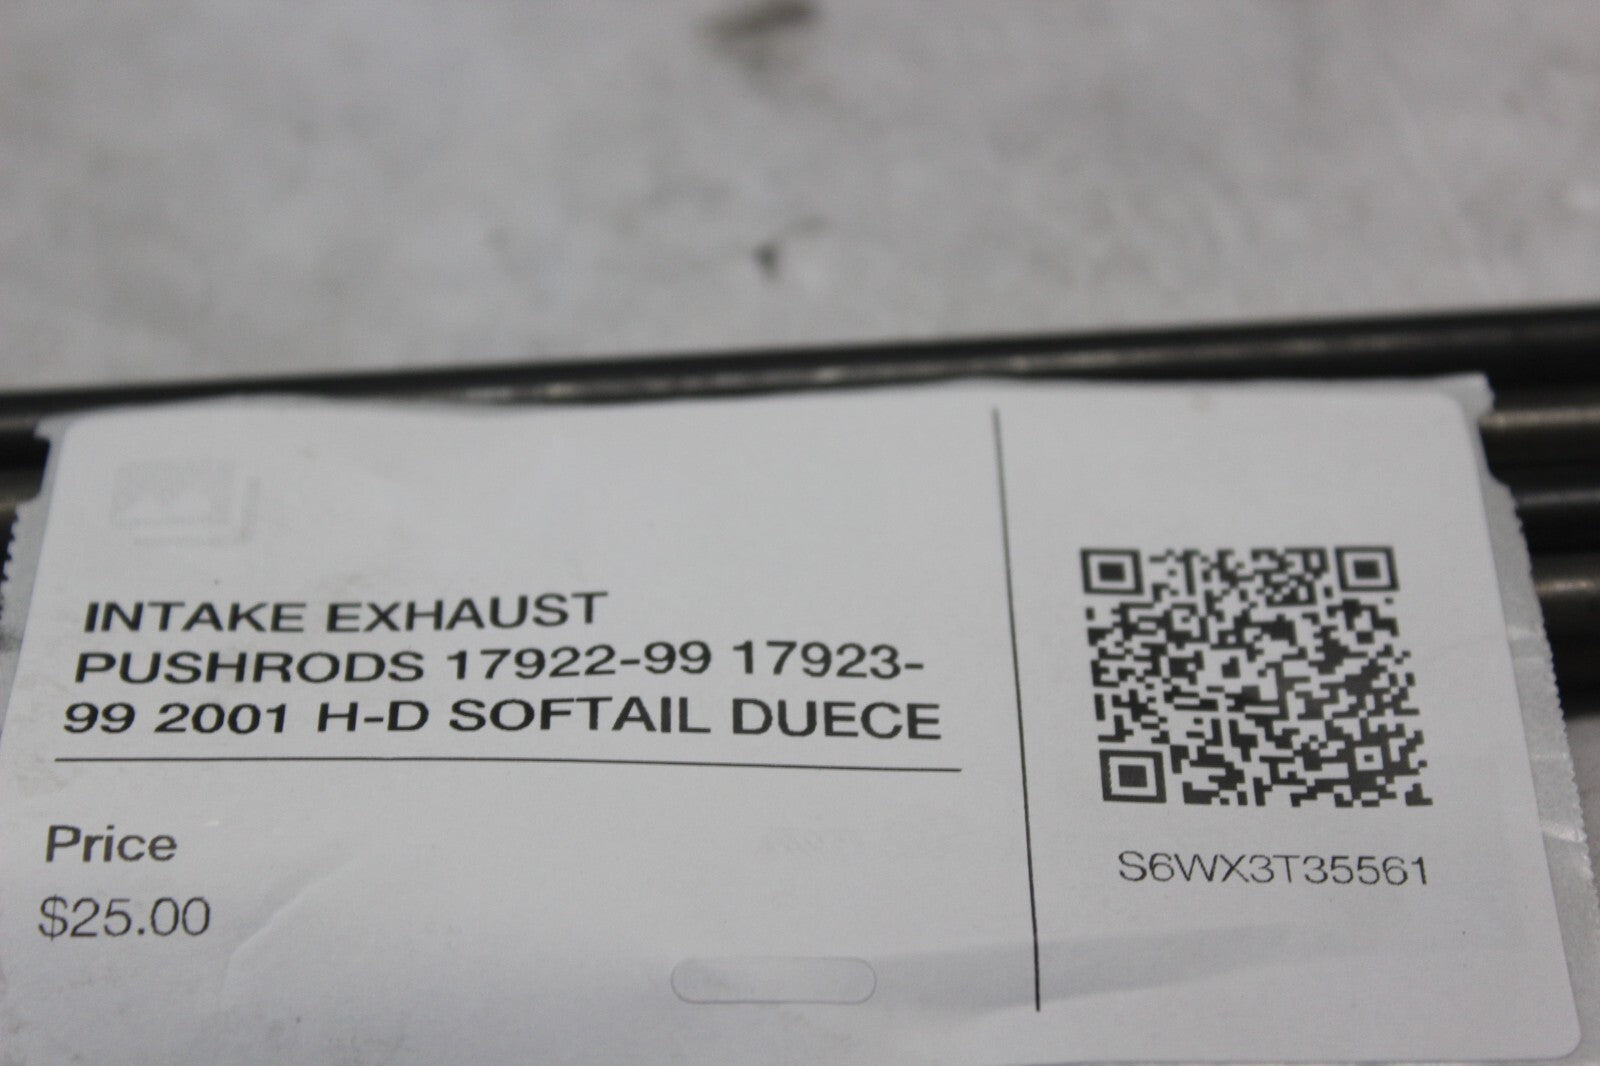 INTAKE EXHAUST
PUSHRODS 17922-99 17923-
99 2001 H-D SOFTAIL DUECE
Price
$25.00
S6WX3T35561